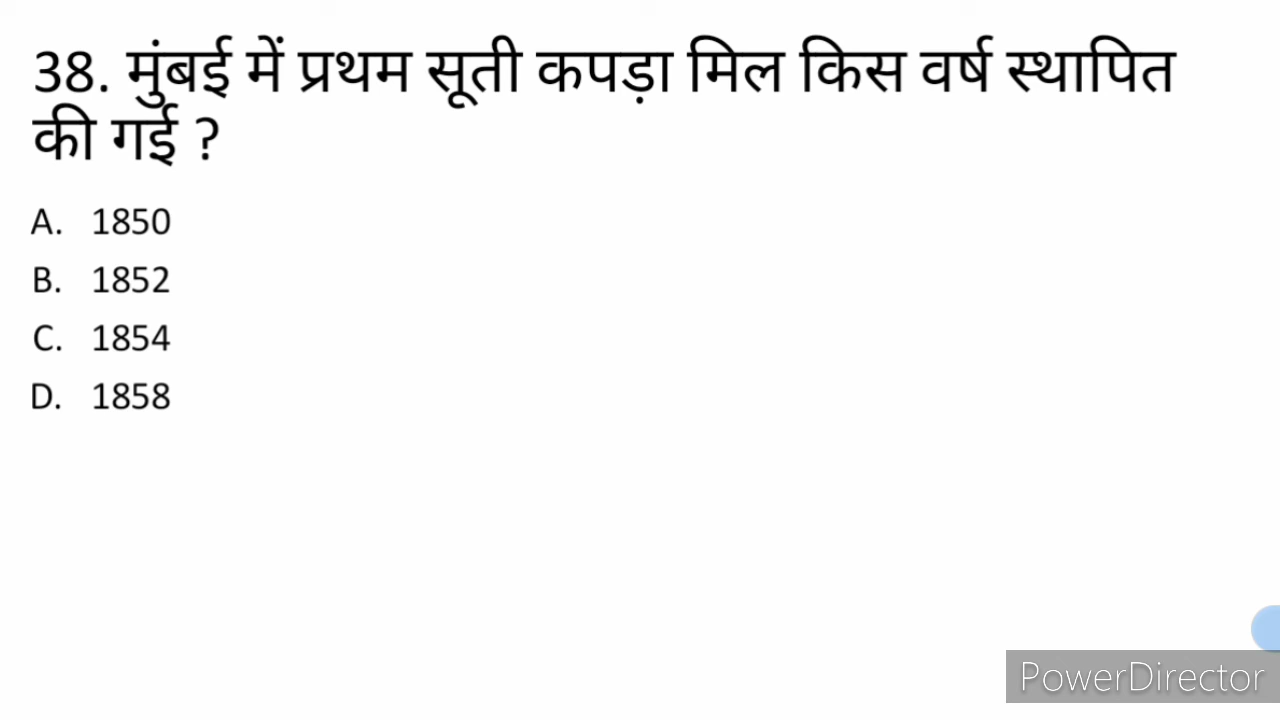 38. मुंबई में प्रथम सूती कपड़ा मिल किस वर्ष स्थापित
की गई ?
A. 1850
B. 1852
C. 1854
D. 1858
PowerDirector